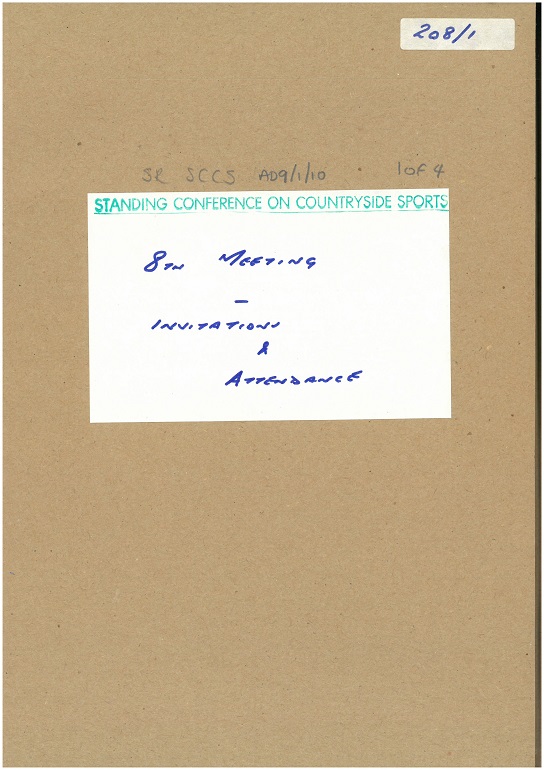 208/1
SR SCCS AD9/1/10 1 OF 4
STANDING CONFERENCE ON COUNTRYSIDE SPORTS
8TH MEETING
–
INVITATIONS
&
ATTENDANCE